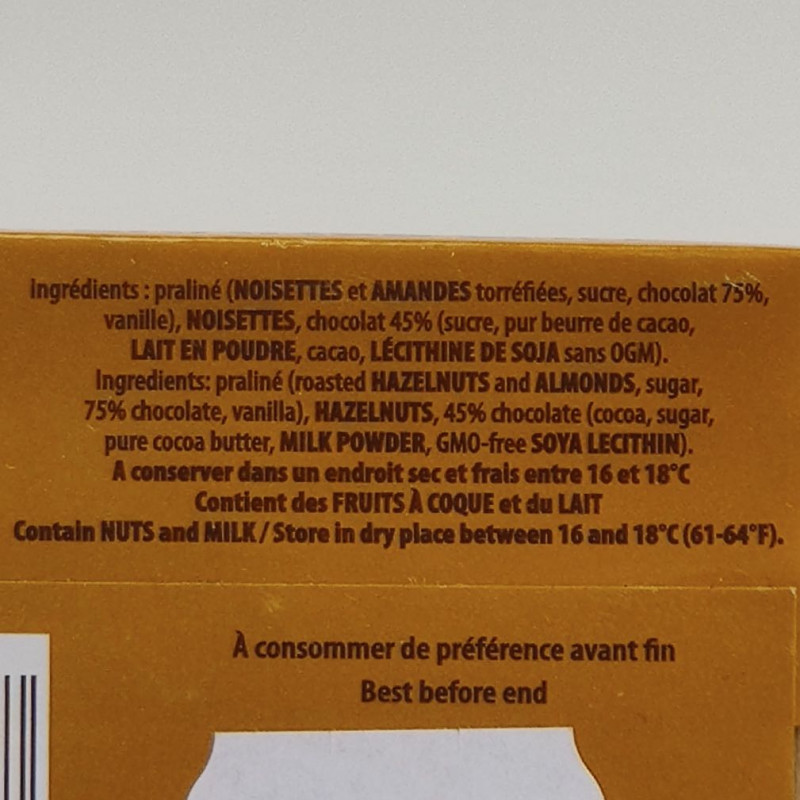 Ingrédients : praliné (NOISETTES et AMANDES torréfiées, sucre, chocolat 75%,
vanille), NOISETTES, chocolat 45% (sucre, pur beurre de cacao,
LAIT EN POUDRE, cacao, LÉCITHINE DE SOJA sans OGM).
Ingredients: praliné (roasted HAZELNUTS and ALMONDS, sugar,
75% chocolate, vanilla), HAZELNUTS, 45% chocolate (cocoa, sugar,
pure cocoa butter, MILK POWDER, GMO-free SOYA LECITHIN).
A conserver dans un endroit sec et frais entre 16 et 18°C
Contient des FRUITS À COQUE et du LAIT
Contain NUTS and MILK / Store in dry place between 16 and 18°C (61-64°F).
À consommer de préférence avant fin
Best before end